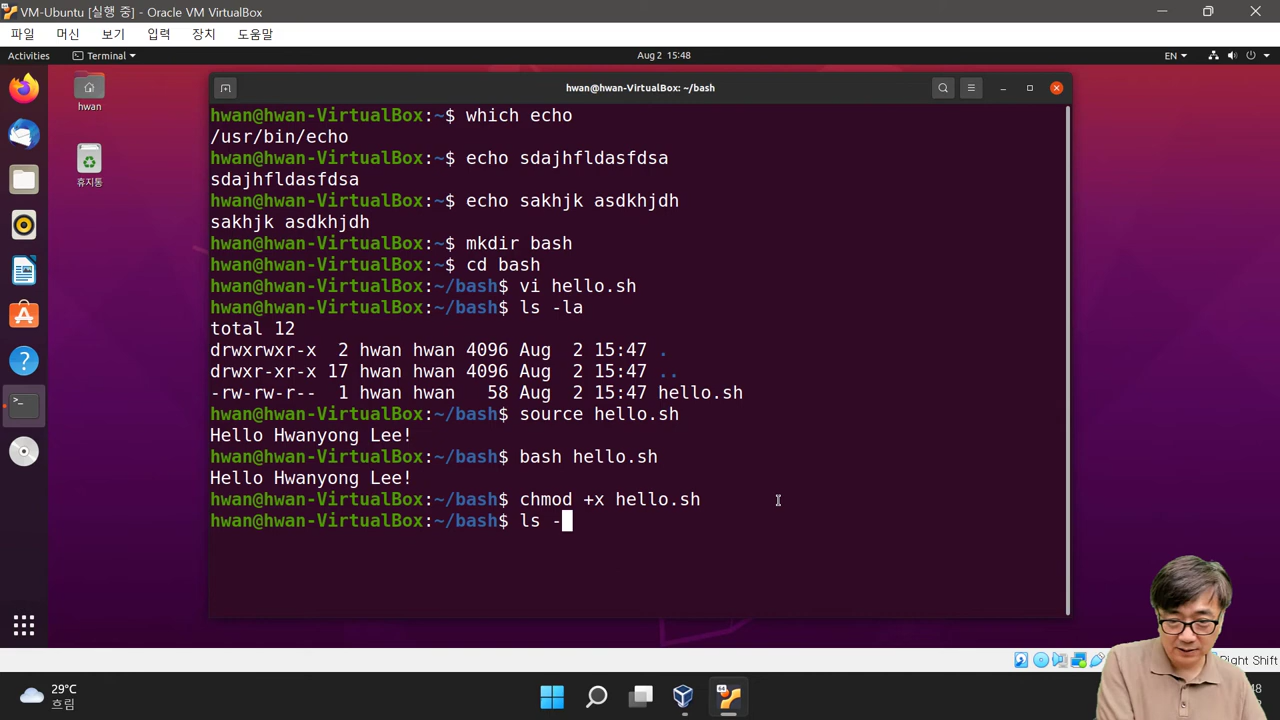 VM-Ubuntu [실행 중] - Oracle VM VirtualBox
파일 머신 보기 입력 장치 도움말
Activities Terminal Aug 2 15:48 EN
hwan@hwan-VirtualBox: ~/bash
hwan
휴지통
hwan@hwan-VirtualBox:~$ which echo
/usr/bin/echo
hwan@hwan-VirtualBox:~$ echo sdajhfldasfdsa
sdajhfldasfdsa
hwan@hwan-VirtualBox:~$ echo sakhjk asdkhjdh
sakhjk asdkhjdh
hwan@hwan-VirtualBox:~$ mkdir bash
hwan@hwan-VirtualBox:~$ cd bash
hwan@hwan-VirtualBox:~/bash$ vi hello.sh
hwan@hwan-VirtualBox:~/bash$ ls -la
total 12
drwxrwxr-x  2 hwan hwan 4096 Aug  2 15:47 .
drwxr-xr-x 17 hwan hwan 4096 Aug  2 15:47 ..
-rw-rw-r--  1 hwan hwan   58 Aug  2 15:47 hello.sh
hwan@hwan-VirtualBox:~/bash$ source hello.sh
Hello Hwanyong Lee!
hwan@hwan-VirtualBox:~/bash$ bash hello.sh
Hello Hwanyong Lee!
hwan@hwan-VirtualBox:~/bash$ chmod +x hello.sh
hwan@hwan-VirtualBox:~/bash$ ls -
Right Shift
29°C
흐림